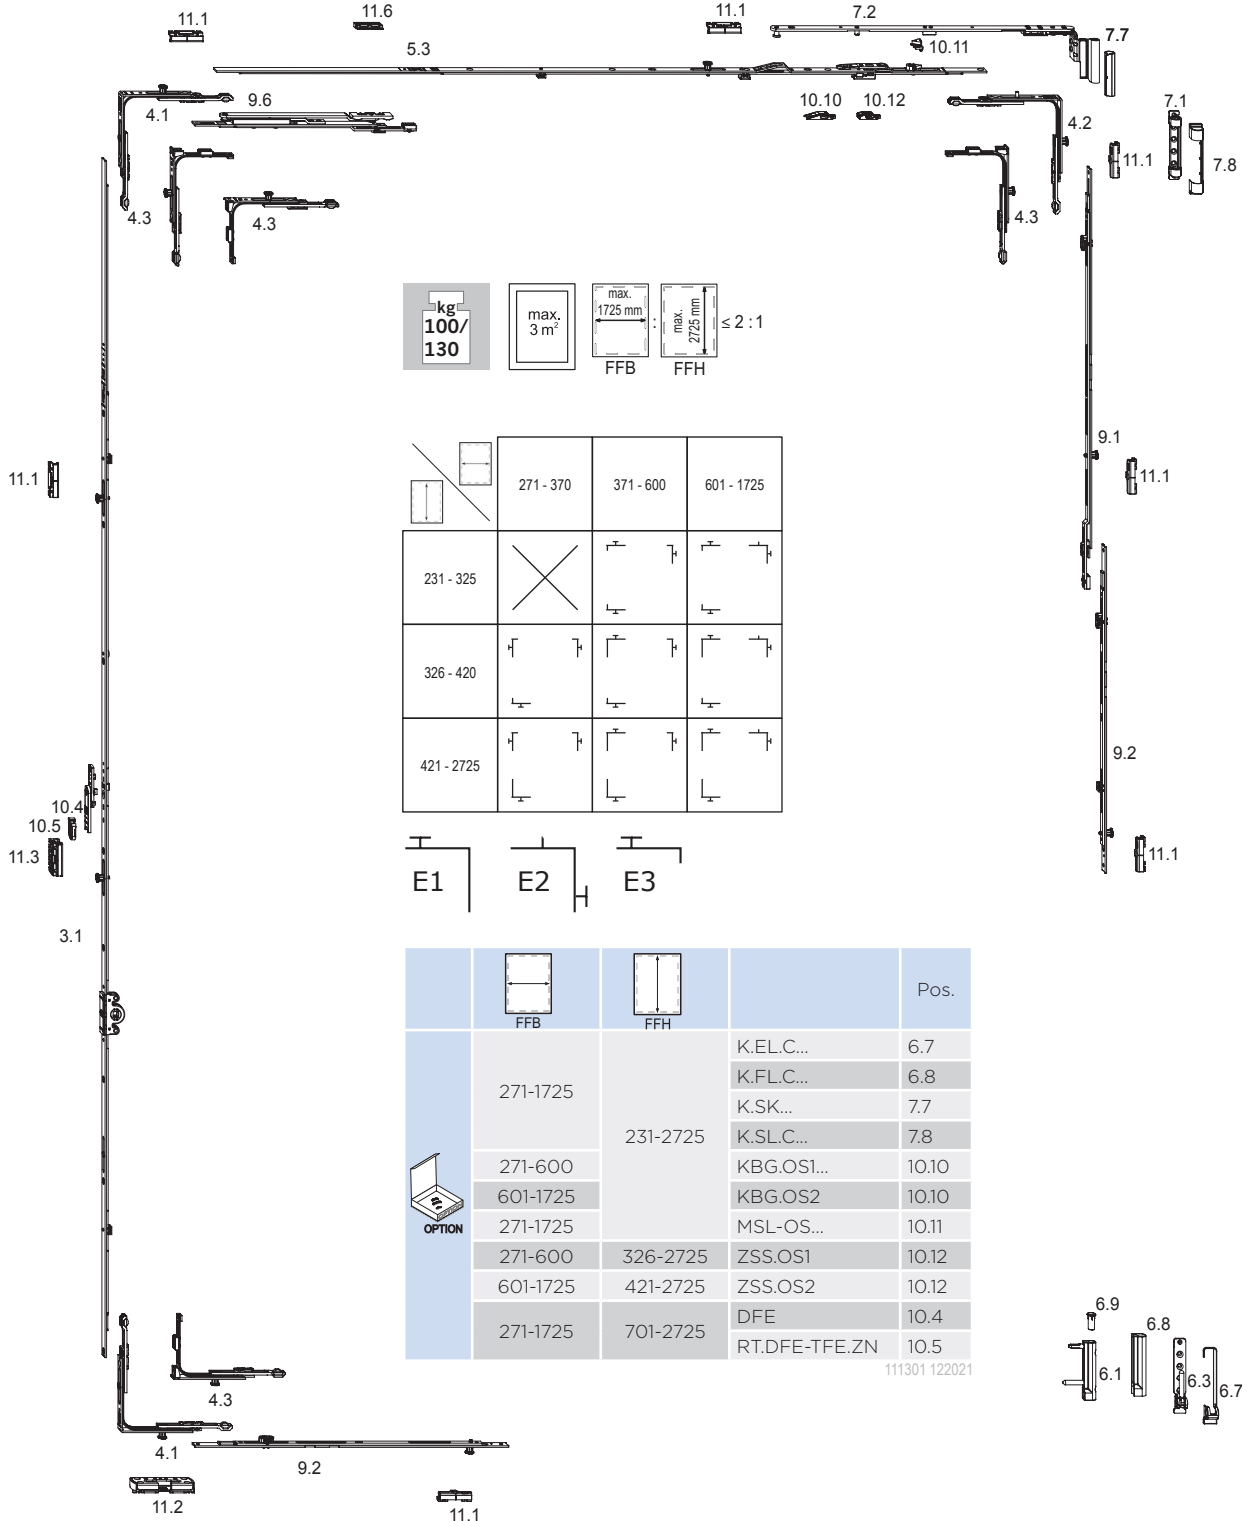 11.1
11.6
11.1
7.2
7.7
5.3
10.11
4.1
9.6
10.10
10.12
4.2
7.1
11.1
7.8
4.3
4.3
4.3
kg
100/
130
max.
3 m²
max.
1725 mm
:
max.
2725 mm
≤ 2 : 1
FFB
FFH
11.1
9.1
11.1
271 - 370
371 - 600
601 - 1725
231 - 325
326 - 420
421 - 2725
9.2
10.4
10.5
11.3
11.1
E1
E2
E3
3.1
FFB
FFH
Pos.
OPTION
271-1725
231-2725
K.EL.C...
6.7
K.FL.C...
6.8
K.SK...
7.7
K.SL.C...
7.8
271-600
KBG.OS1...
10.10
601-1725
KBG.OS2
10.10
271-1725
MSL-OS...
10.11
271-600
326-2725
ZSS.OS1
10.12
601-1725
421-2725
ZSS.OS2
10.12
271-1725
701-2725
DFE
10.4
RT.DFE-TFE.ZN
10.5
111301 122021
6.9
6.8
6.1
6.3
6.7
4.3
4.1
9.2
11.2
11.1